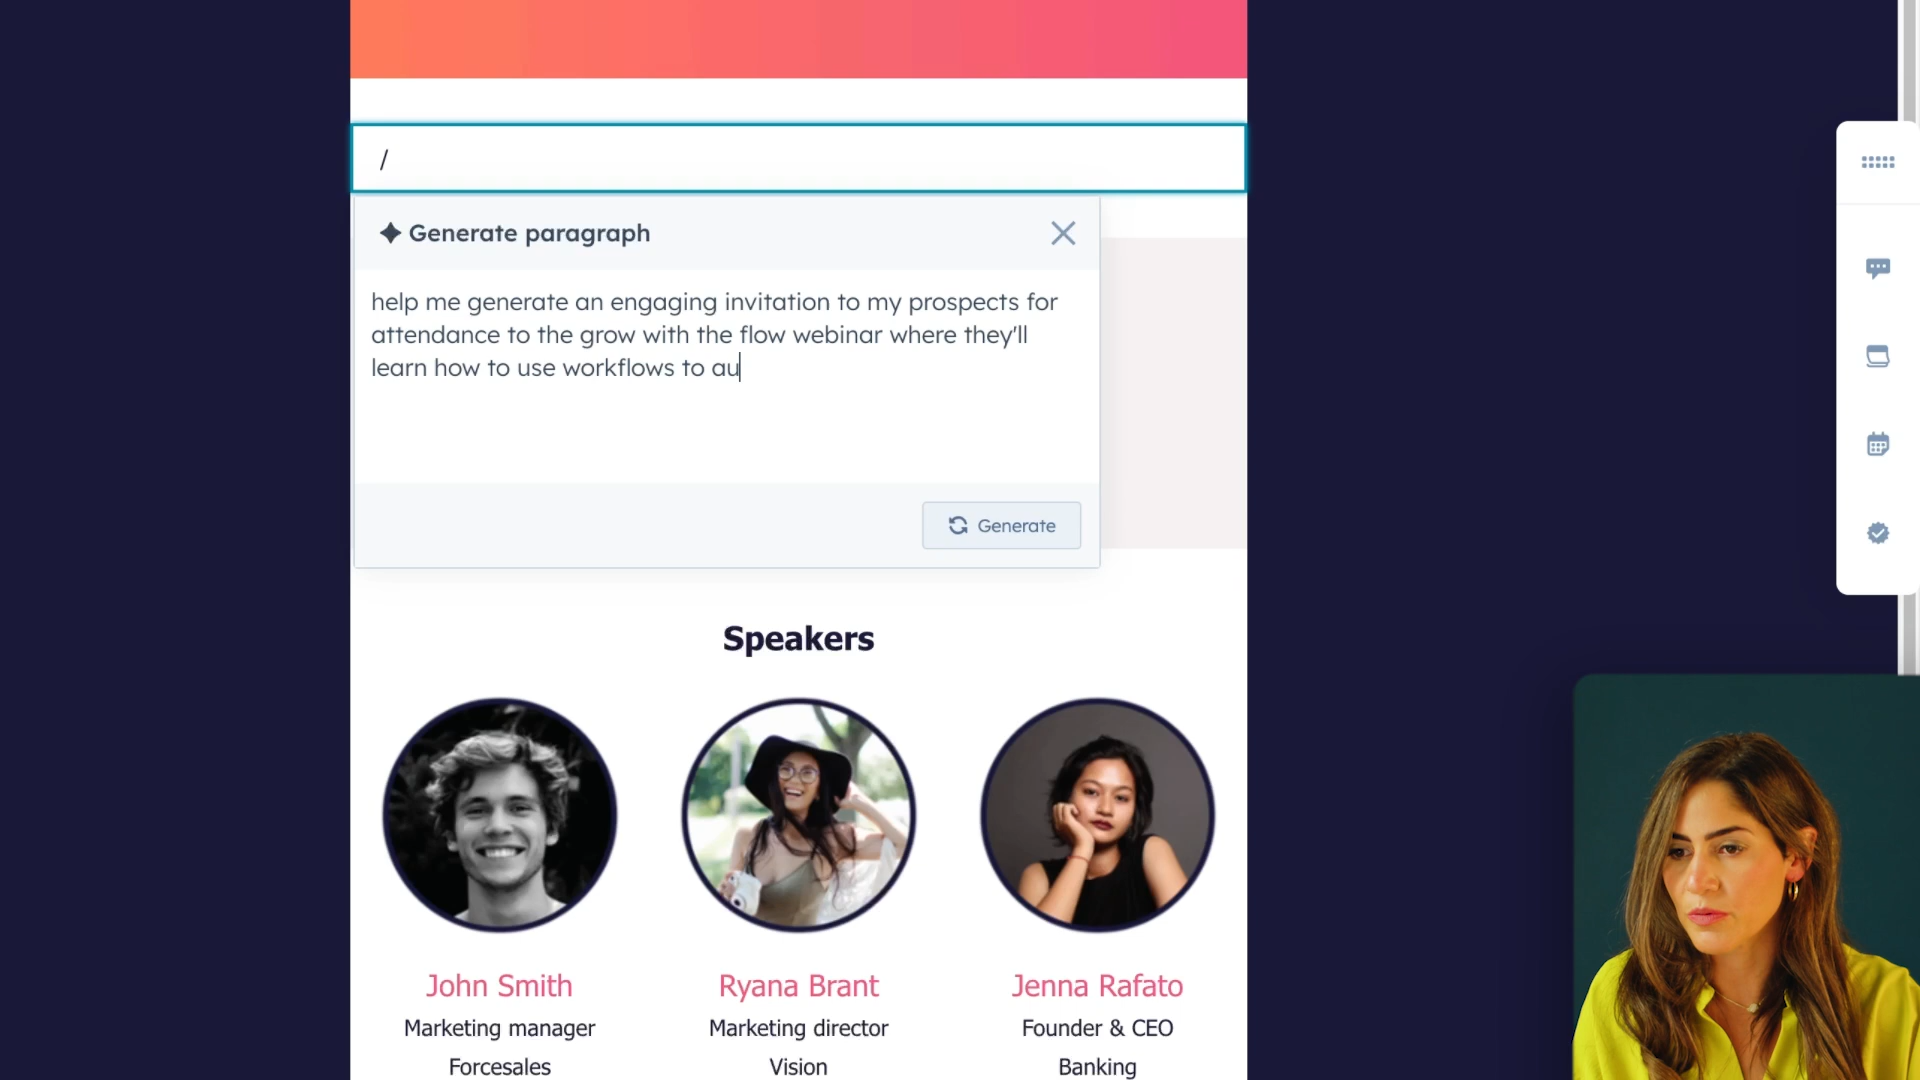 /
Generate paragraph
help me generate an engaging invitation to my prospects for
attendance to the grow with the flow webinar where they'll
learn how to use workflows to au
Generate
Speakers
John Smith
Marketing manager
Forcesales
Ryana Brant
Marketing director
Vision
Jenna Rafato
Founder & CEO
Banking